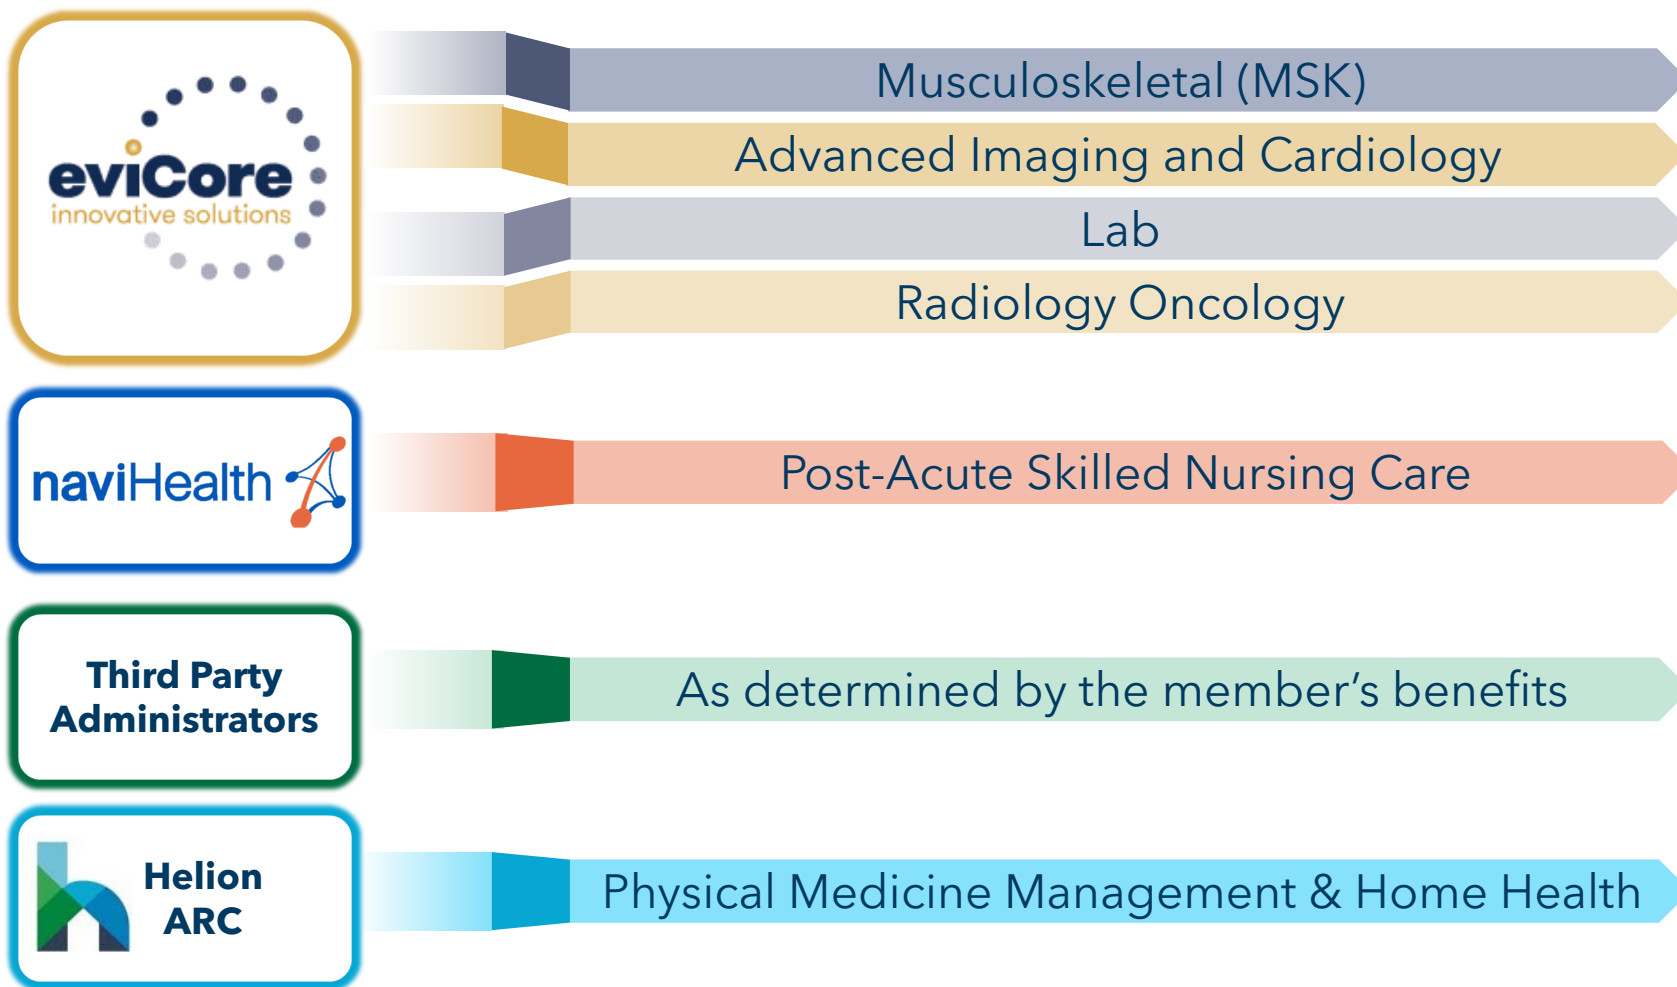 eviCore
innovative solutions
Musculoskeletal (MSK)
Advanced Imaging and Cardiology
Lab
Radiology Oncology
naviHealth
Post-Acute Skilled Nursing Care
Third Party
Administrators
As determined by the member’s benefits
Helion
ARC
Physical Medicine Management & Home Health